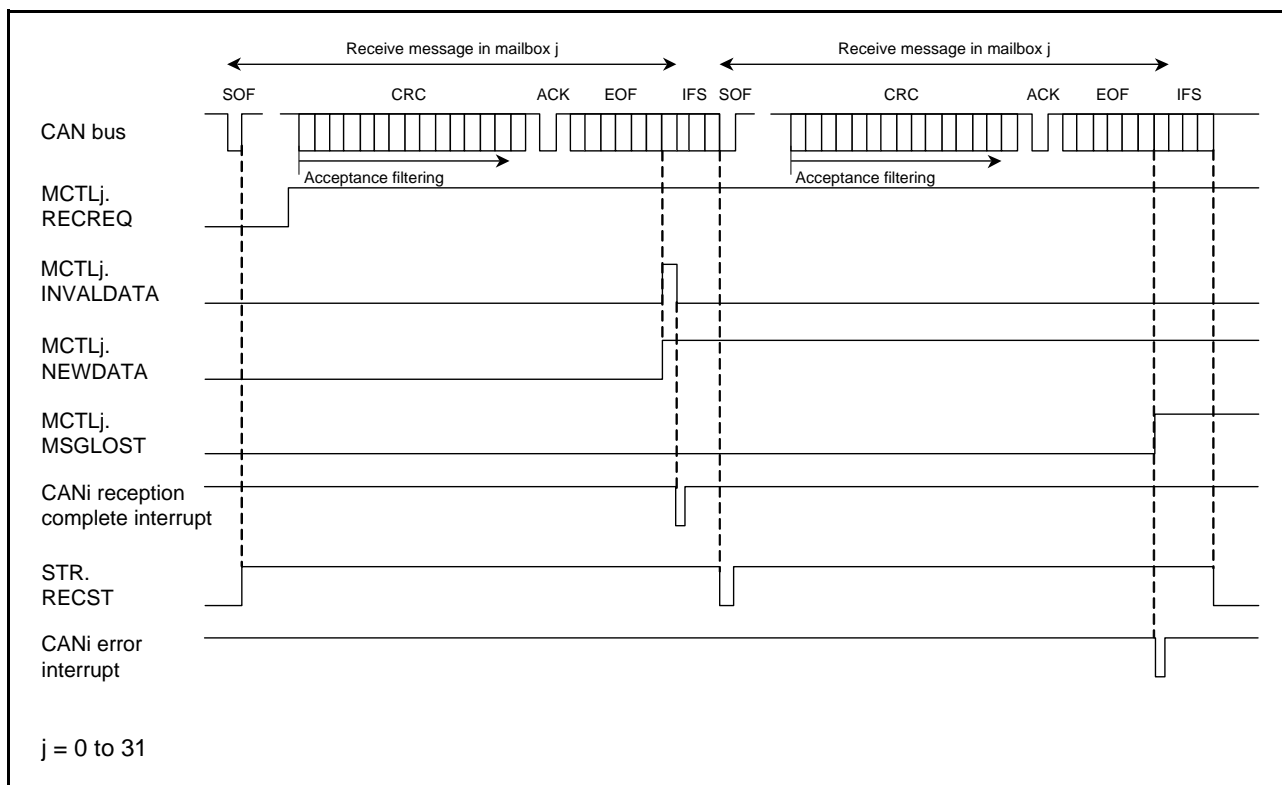 Receive message in mailbox j
Receive message in mailbox j
SOF CRC ACK EOF IFS SOF CRC ACK EOF IFS
CAN bus
Acceptance filtering
Acceptance filtering
MCTLj.
RECREQ
MCTLj.
INVALDATA
MCTLj.
NEWDATA
MCTLj.
MSGLOST
CANi reception
complete interrupt
STR.
RECST
CANi error
interrupt
j = 0 to 31